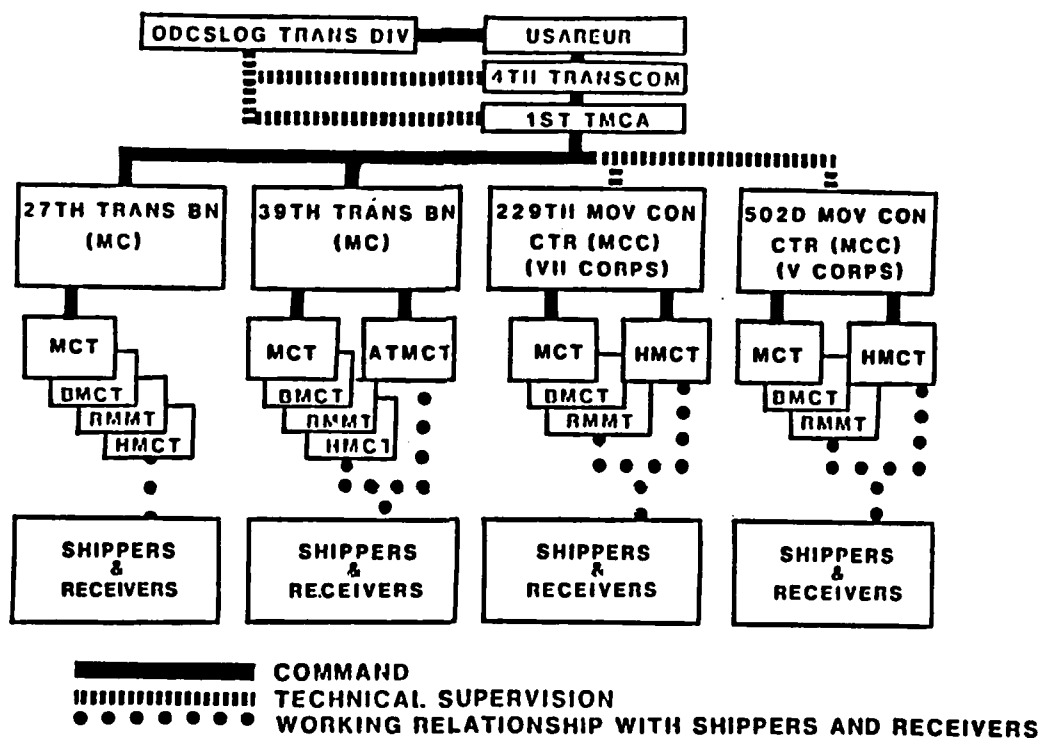 ODCSLOG TRANS DIV
USAREUR
4TH TRANSCOM
1ST TMCA
27TH TRANS BN
(MC)
39TH TRANS BN
(MC)
229TH MOV CON
CTR (MCC)
(VII CORPS)
502D MOV CON
CTR (MCC)
(V CORPS)
MCT
BMCT
RMMT
HMCT
MCT
ATMCT
BMCT
RMMT
HMCT
MCT
HMCT
BMCT
RMMT
MCT
HMCT
BMCT
RMMT
SHIPPERS
&
RECEIVERS
SHIPPERS
&
RECEIVERS
SHIPPERS
&
RECEIVERS
SHIPPERS
&
RECEIVERS
COMMAND
TECHNICAL SUPERVISION
WORKING RELATIONSHIP WITH SHIPPERS AND RECEIVERS